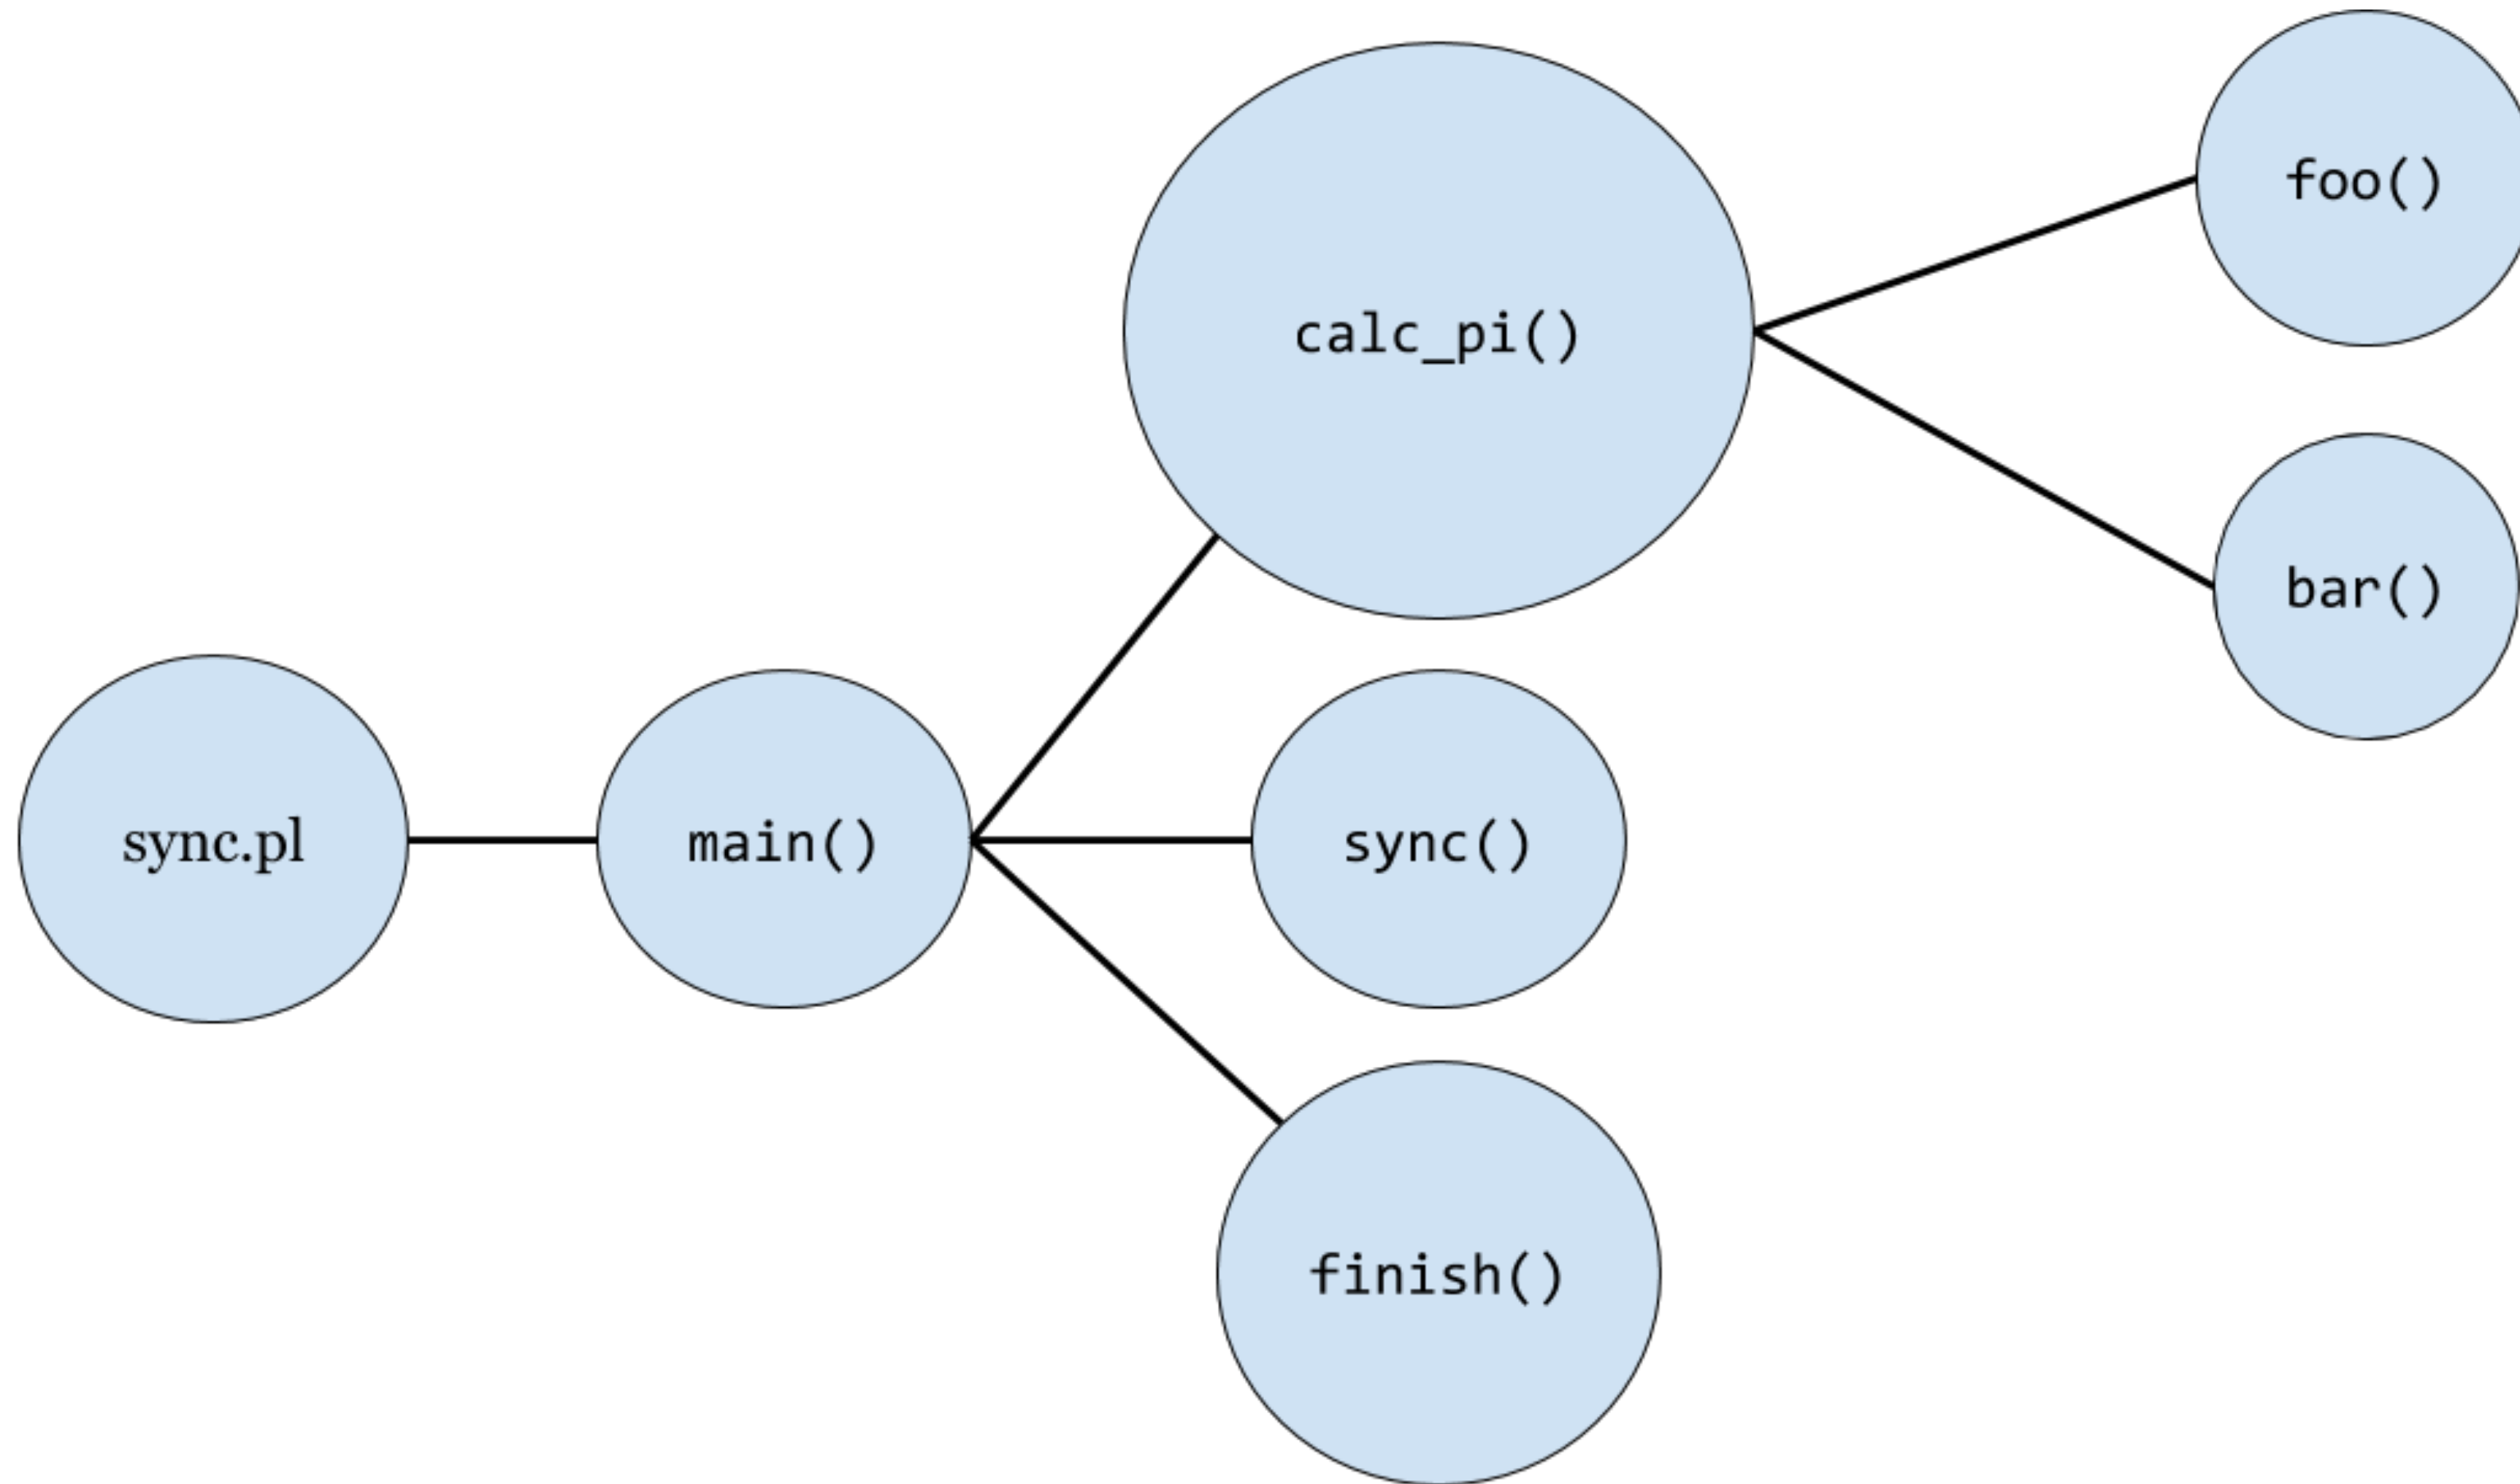 foo()
calc_pi()
bar()
sync.pl
main()
sync()
finish()